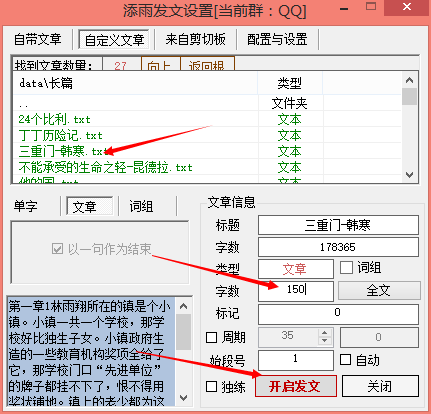 添雨发文设置[当前群：QQ]
自带文章 自定义文章 来自剪切板 配置与设置
找到文章数量： 27 向上 返回根
data\长篇 类型
.. 文件夹
24个比利.txt 文本
丁丁历险记.txt 文本
三重门-韩寒.txt 文本
不能承受的生命之轻-昆德拉.txt 文本
他的国.txt 文本
单字 文章 词组
以一句作为结束
文章信息
标题 三重门-韩寒
字数 178365
类型 文章 词组
字数 150 全文
标记 0
周期 35 0
始段号 1 自动
独练 开启发文 关闭
第一章1林雨翔所在的镇是个小
镇。小镇一共一个学校，那学
校好比独生子女。小镇政府生
造的一些教育机构奖项全给了
它，那学校门口“先进单位”
的牌子都挂不下了，恨不得用
奖状铺地。镇上的老少都为这